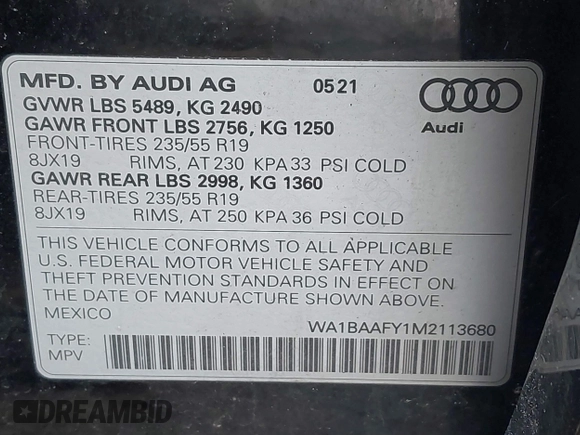 MFD. BY AUDI AG 0521
GVWR LBS 5489, KG 2490
GAWR FRONT LBS 2756, KG 1250
FRONT-TIRES 235/55 R19
8JX19 RIMS, AT 230 KPA 33 PSI COLD
GAWR REAR LBS 2998, KG 1360
REAR-TIRES 235/55 R19
8JX19 RIMS, AT 250 KPA 36 PSI COLD
Audi
THIS VEHICLE CONFORMS TO ALL APPLICABLE
U.S. FEDERAL MOTOR VEHICLE SAFETY AND
THEFT PREVENTION STANDARDS IN EFFECT ON
THE DATE OF MANUFACTURE SHOWN ABOVE.
MEXICO
WA1BAAFY1M2113680
TYPE:
MPV
DREAMBID